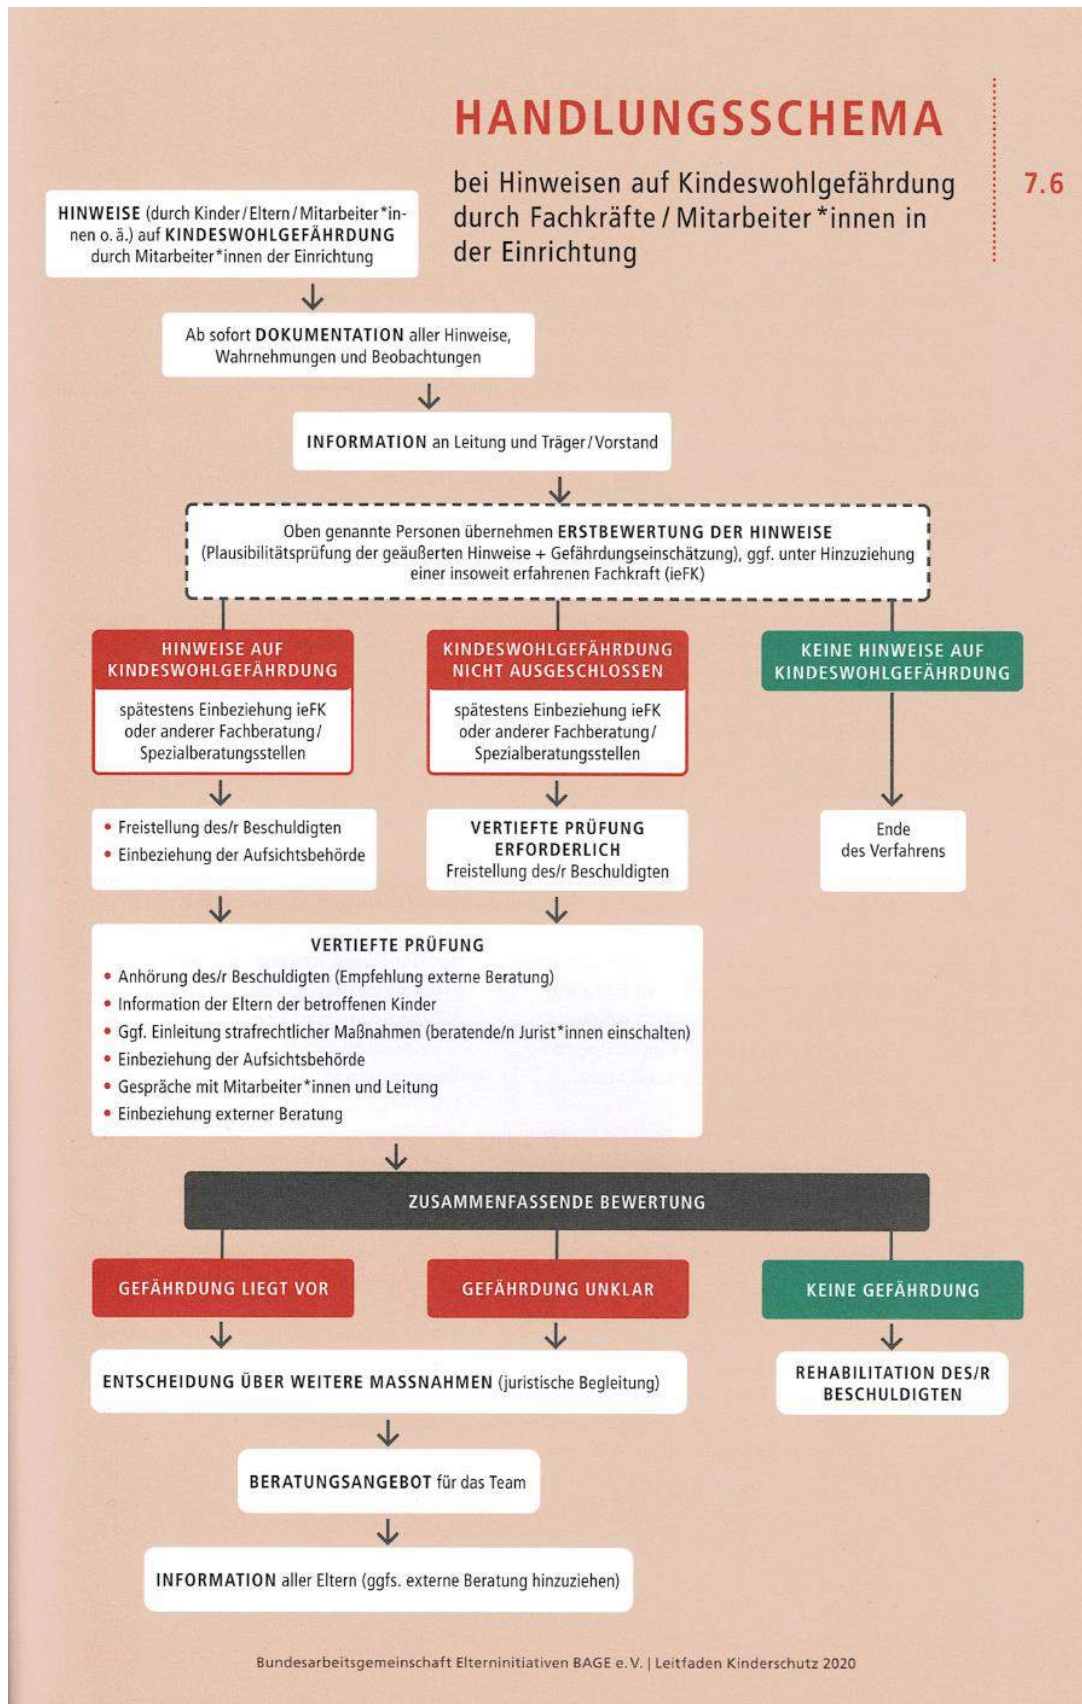 HANDLUNGSSCHEMA
bei Hinweisen auf Kindeswohlgefährdung
durch Fachkräfte / Mitarbeiter*innen in
der Einrichtung
7.6
HINWEISE (durch Kinder/Eltern/Mitarbeiter*in-
nen o. ä.) auf KINDESWOHLGEFÄHRDUNG
durch Mitarbeiter*innen der Einrichtung
Ab sofort DOKUMENTATION aller Hinweise,
Wahrnehmungen und Beobachtungen
INFORMATION an Leitung und Träger/Vorstand
Oben genannte Personen übernehmen ERSTBEWERTUNG DER HINWEISE
(Plausibilitätsprüfung der geäußerten Hinweise + Gefährdungseinschätzung), ggf. unter Hinzuziehung
einer insoweit erfahrenen Fachkraft (ieFK)
HINWEISE AUF
KINDESWOHLGEFÄHRDUNG
spätestens Einbeziehung ieFK
oder anderer Fachberatung/
Spezialberatungsstellen
KINDESWOHLGEFÄHRDUNG
NICHT AUSGESCHLOSSEN
spätestens Einbeziehung ieFK
oder anderer Fachberatung/
Spezialberatungsstellen
KEINE HINWEISE AUF
KINDESWOHLGEFÄHRDUNG
• Freistellung des/r Beschuldigten
• Einbeziehung der Aufsichtsbehörde
VERTIEFTE PRÜFUNG
ERFORDERLICH
Freistellung des/r Beschuldigten
Ende
des Verfahrens
VERTIEFTE PRÜFUNG
• Anhörung des/r Beschuldigten (Empfehlung externe Beratung)
• Information der Eltern der betroffenen Kinder
• Ggf. Einleitung strafrechtlicher Maßnahmen (beratende/n Jurist*innen einschalten)
• Einbeziehung der Aufsichtsbehörde
• Gespräche mit Mitarbeiter*innen und Leitung
• Einbeziehung externer Beratung
ZUSAMMENFASSENDE BEWERTUNG
GEFÄHRDUNG LIEGT VOR
GEFÄHRDUNG UNKLAR
KEINE GEFÄHRDUNG
ENTSCHEIDUNG ÜBER WEITERE MASSNAHMEN (juristische Begleitung)
REHABILITATION DES/R
BESCHULDIGTEN
BERATUNGSANGEBOT für das Team
INFORMATION aller Eltern (ggfs. externe Beratung hinzuziehen)
Bundesarbeitsgemeinschaft Elterninitiativen BAGE e. V. | Leitfaden Kinderschutz 2020